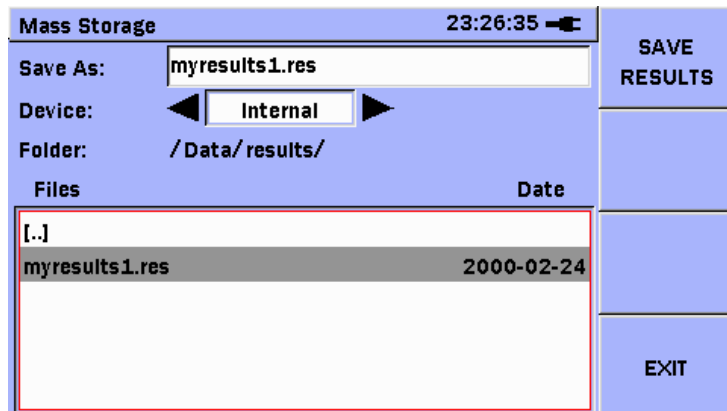 Mass Storage 23:26:35
Save As: myresults1.res
Device: Internal
Folder: /Data/results/
Files Date
[..]
myresults1.res 2000-02-24
SAVE
RESULTS
EXIT